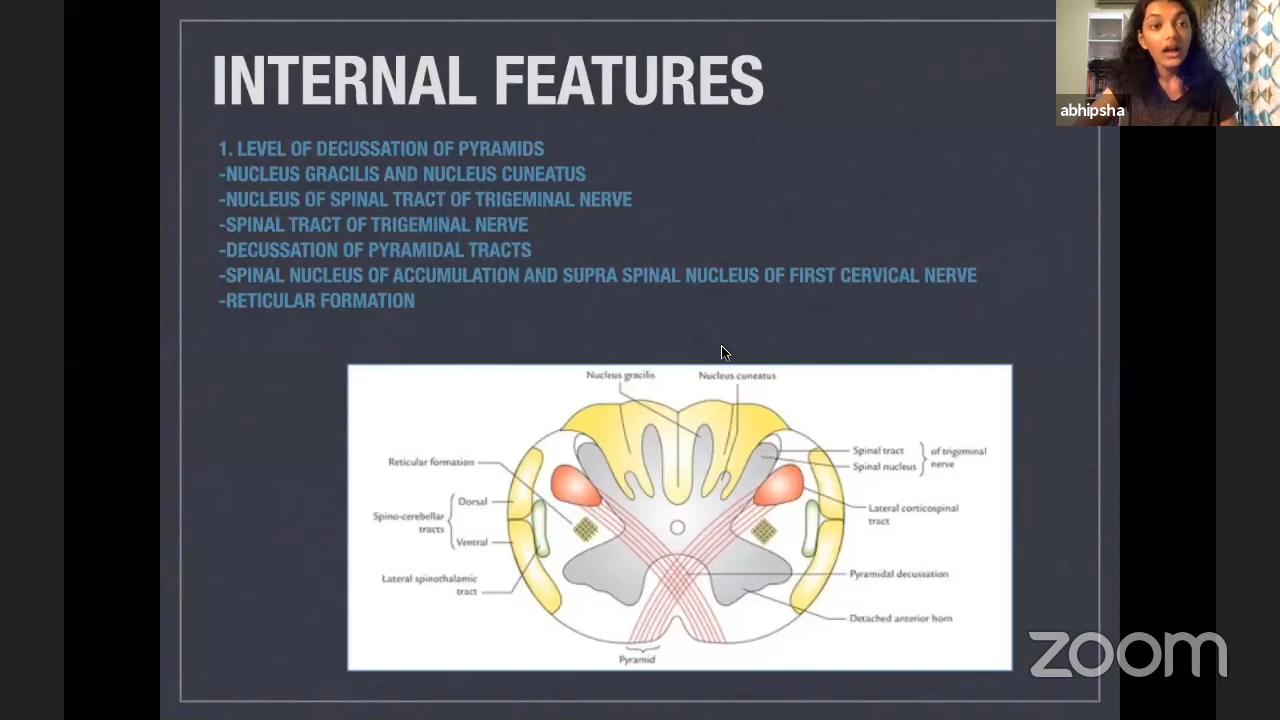 INTERNAL FEATURES
1. LEVEL OF DECUSSATION OF PYRAMIDS
-NUCLEUS GRACILIS AND NUCLEUS CUNEATUS
-NUCLEUS OF SPINAL TRACT OF TRIGEMINAL NERVE
-SPINAL TRACT OF TRIGEMINAL NERVE
-DECUSSATION OF PYRAMIDAL TRACTS
-SPINAL NUCLEUS OF ACCUMULATION AND SUPRA SPINAL NUCLEUS OF FIRST CERVICAL NERVE
-RETICULAR FORMATION
abhipsha
Nucleus gracilis
Nucleus cuneatus
Reticular formation
Dorsal
Spino-cerebellar
tracts
Ventral
Lateral spinothalamic
tract
Spinal tract
Spinal nucleus
of trigeminal
nerve
Lateral corticospinal
tract
Pyramidal decussation
Detached anterior horn
Pyramid
zoom